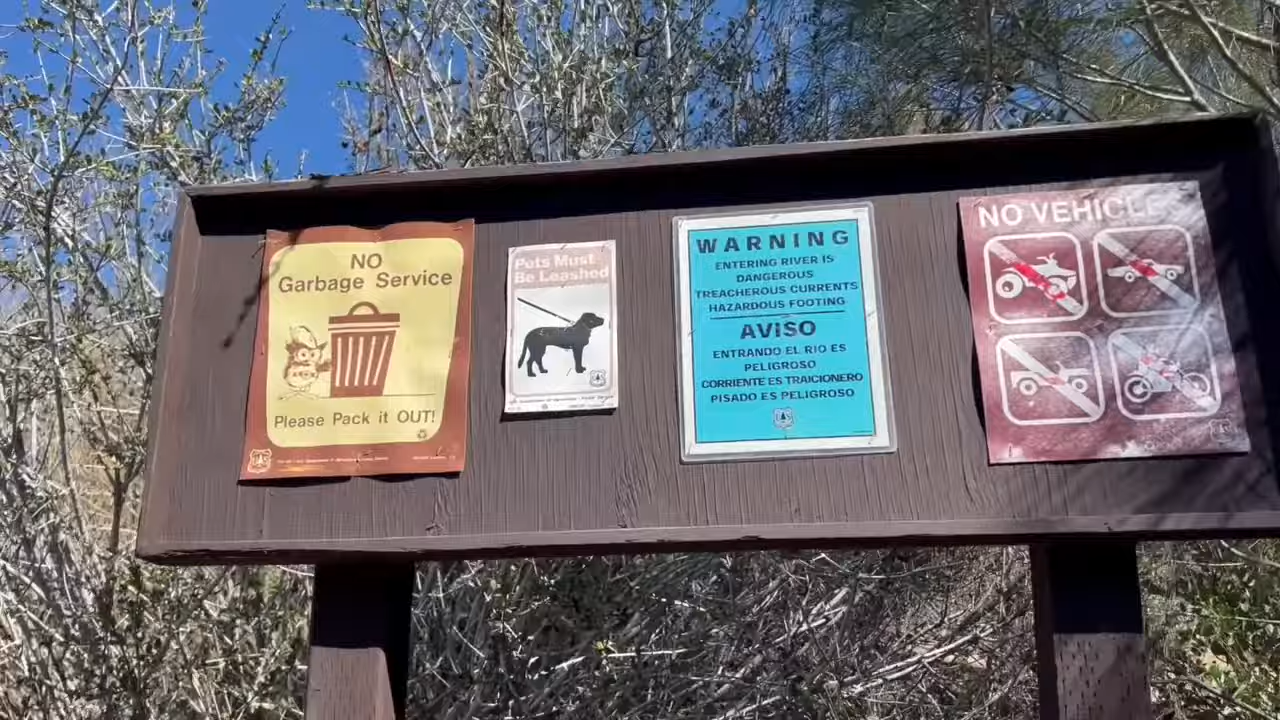 NO
Garbage Service
Please Pack it OUT!
Pets Must
Be Leashed
WARNING
ENTERING RIVER IS
DANGEROUS
TREACHEROUS CURRENTS
HAZARDOUS FOOTING
AVISO
ENTRANDO EL RIO ES
PELIGROSO
CORRIENTE ES TRAICIONERO
PISADO ES PELIGROSO
NO VEHICLES